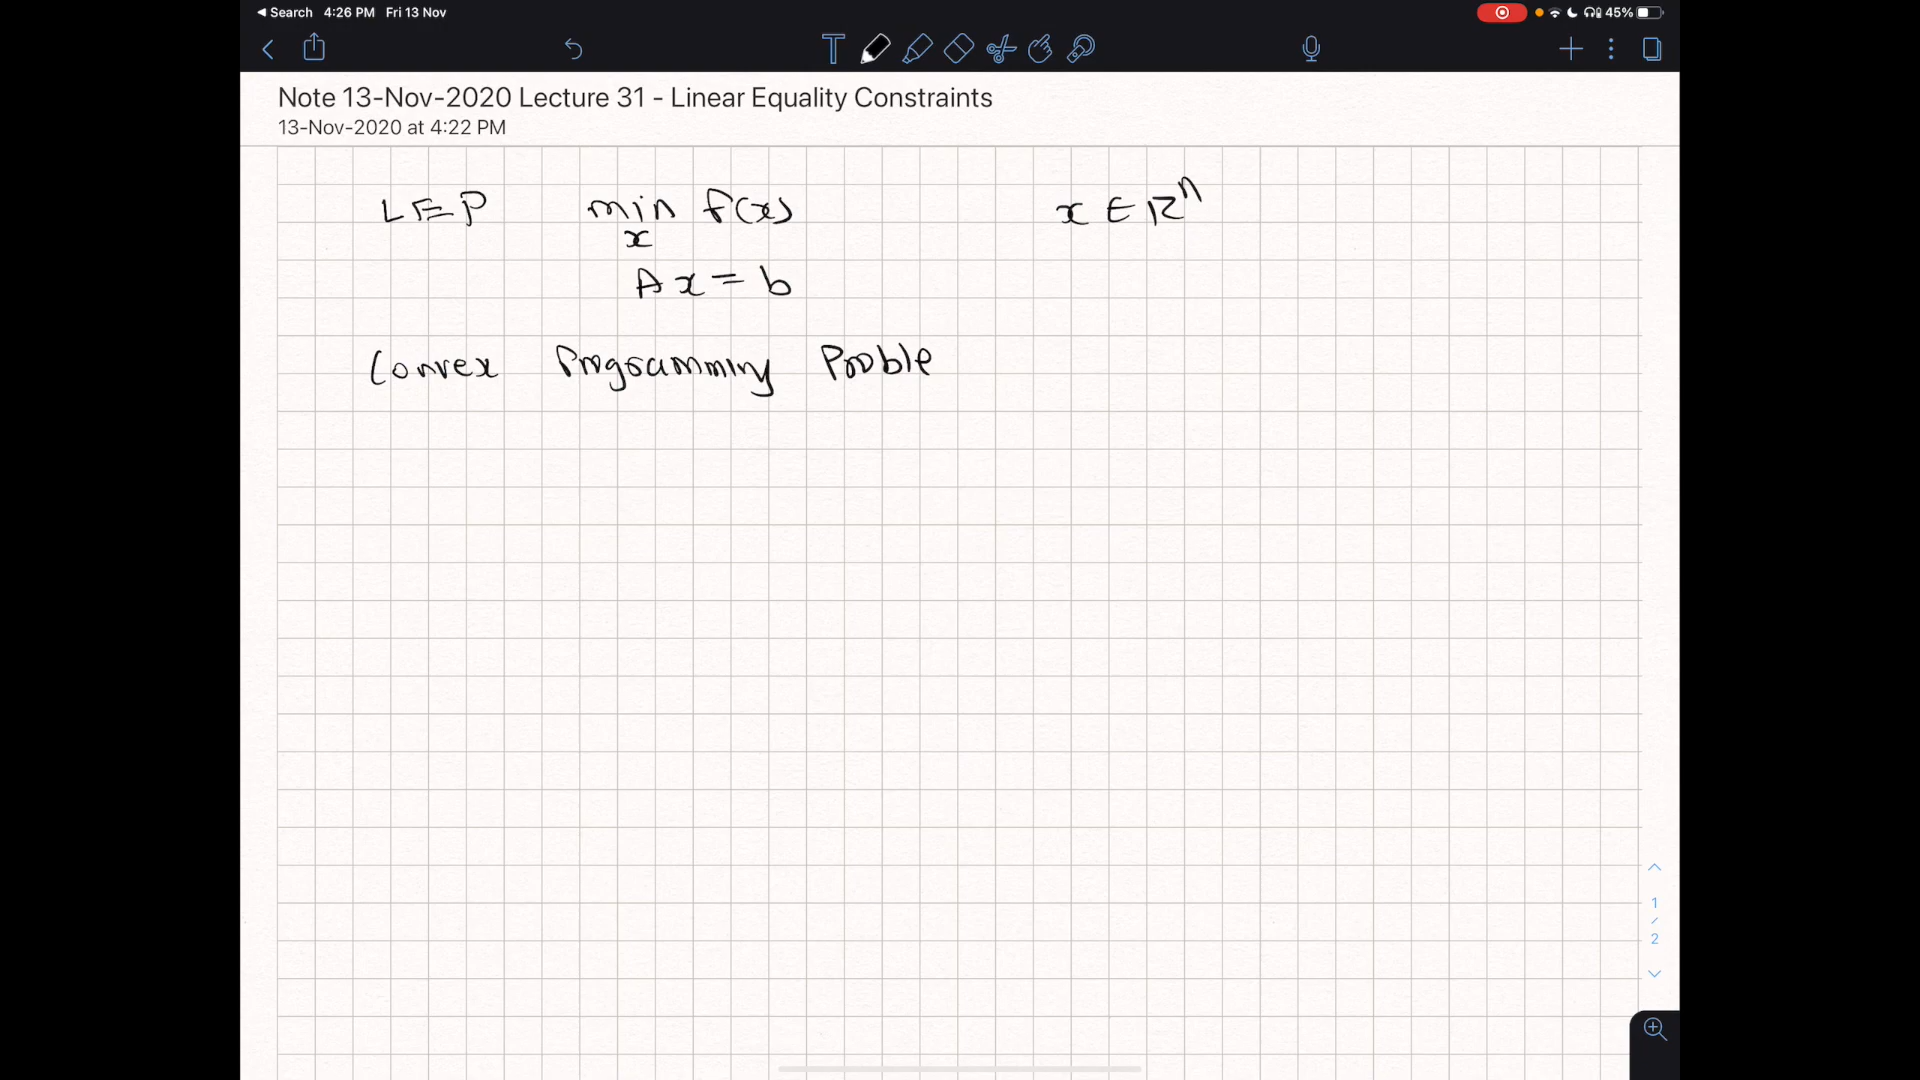 Search 4:26 PM Fri 13 Nov 45%
Note 13-Nov-2020 Lecture 31 - Linear Equality Constraints
13-Nov-2020 at 4:22 PM
LEP min f(x) x ∈ ℝⁿ
x
Ax = b
Convex Programming Proble
1
/
2